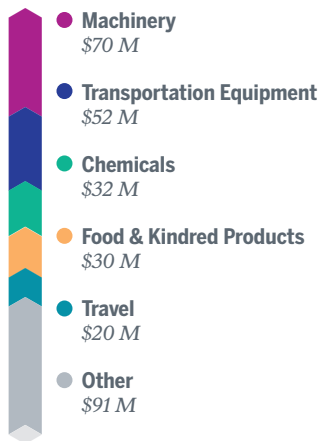 Machinery
$70 M
Transportation Equipment
$52 M
Chemicals
$32 M
Food & Kindred Products
$30 M
Travel
$20 M
Other
$91 M